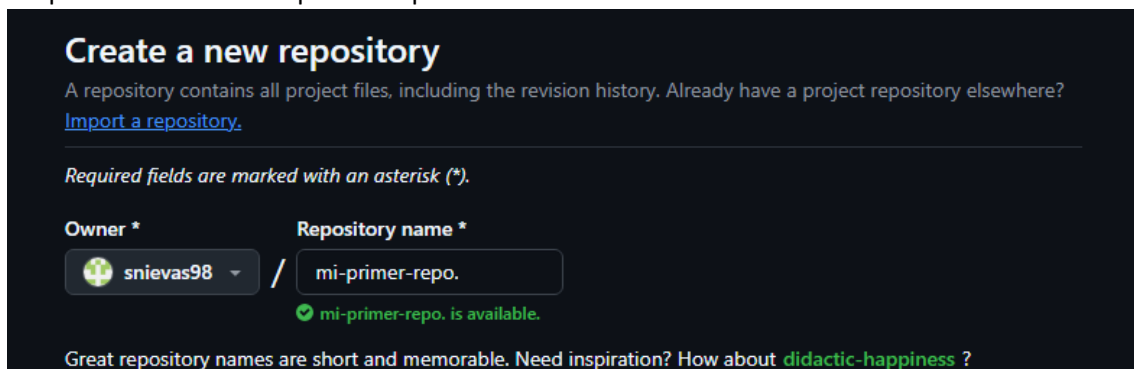 Create a new repository
A repository contains all project files, including the revision history. Already have a project repository elsewhere?
Import a repository.
Required fields are marked with an asterisk (*).
Owner *
Repository name *
snievas98 / mi-primer-repo.
mi-primer-repo. is available.
Great repository names are short and memorable. Need inspiration? How about didactic-happiness ?